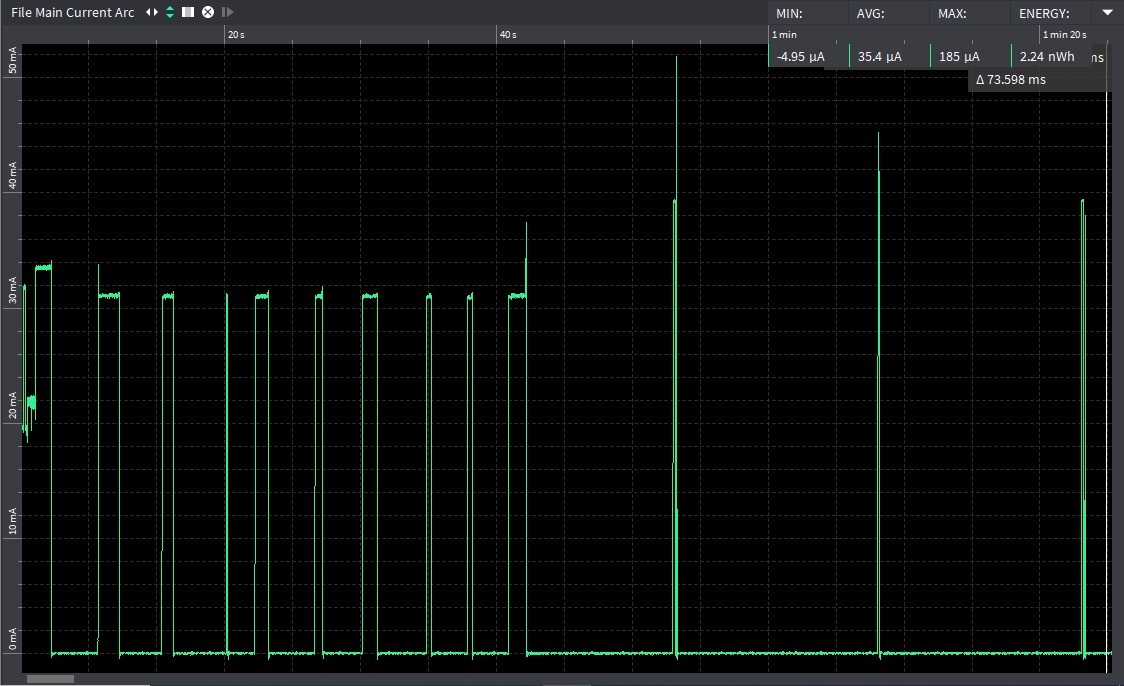 File Main Current Arc
MIN: AVG: MAX: ENERGY:
20 s 40 s 1 min 1 min 20 s
-4.95 µA 35.4 µA 185 µA 2.24 nWh ns
Δ 73.598 ms
50 mA
40 mA
30 mA
20 mA
10 mA
0 mA